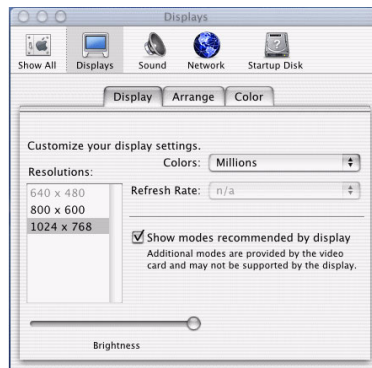 Displays
Show All Displays Sound Network Startup Disk
Display Arrange Color
Customize your display settings.
Colors: Millions
Resolutions:
Refresh Rate: n/a
640 x 480
800 x 600
1024 x 768
Show modes recommended by display
Additional modes are provided by the video
card and may not be supported by the display.
Brightness